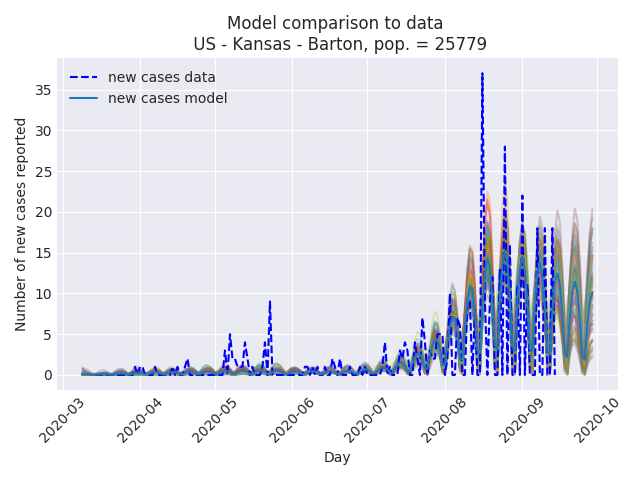 Model comparison to data
US - Kansas - Barton, pop. = 25779
new cases data
new cases model
Number of new cases reported
35
30
25
20
15
10
5
0
2020-03
2020-04
2020-05
2020-06
2020-07
2020-08
2020-09
2020-10
Day